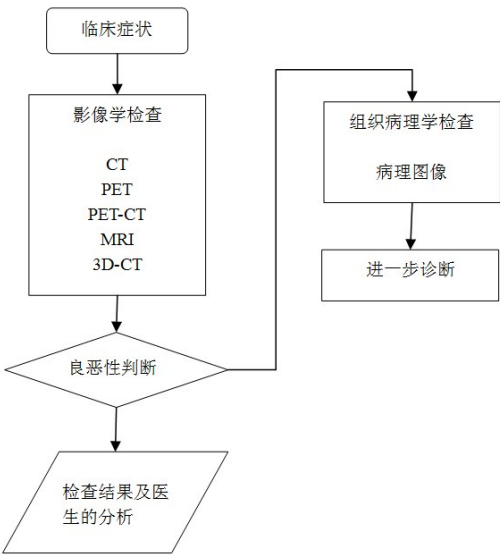 临床症状
影像学检查
CT
PET
PET-CT
MRI
3D-CT
良恶性判断
检查结果及医
生的分析
组织病理学检查
病理图像
进一步诊断